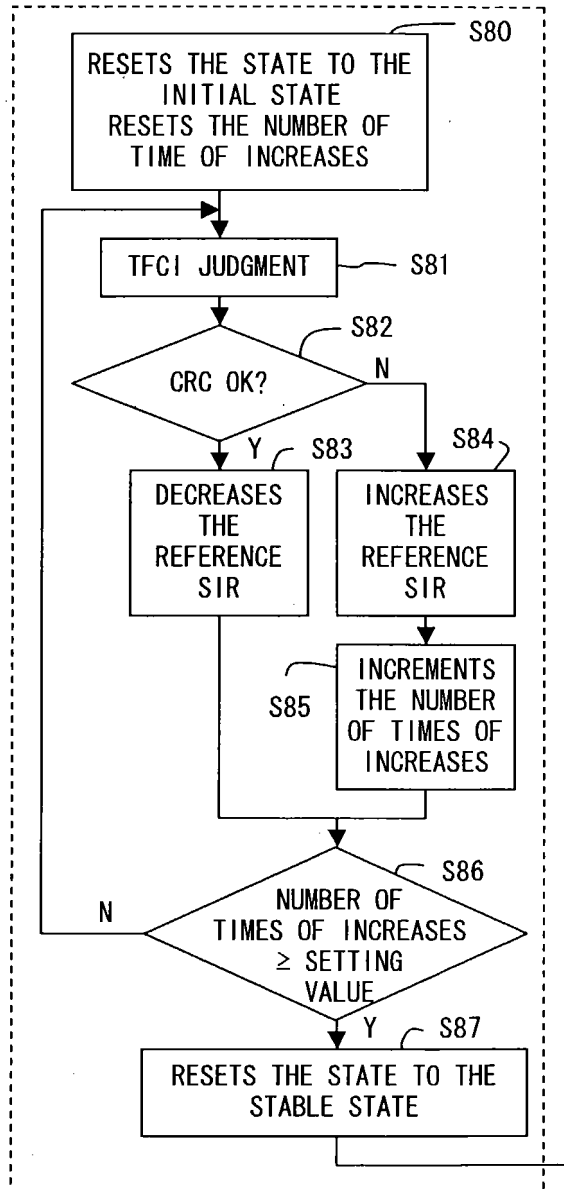 S80
RESETS THE STATE TO THE
INITIAL STATE
RESETS THE NUMBER OF
TIME OF INCREASES
TFCI JUDGMENT
S81
S82
CRC OK?
N
Y
S83
S84
DECREASES
THE
REFERENCE
SIR
INCREASES
THE
REFERENCE
SIR
S85
INCREMENTS
THE NUMBER
OF TIMES OF
INCREASES
S86
N
NUMBER OF
TIMES OF INCREASES
≥ SETTING
VALUE
Y
S87
RESETS THE STATE TO THE
STABLE STATE